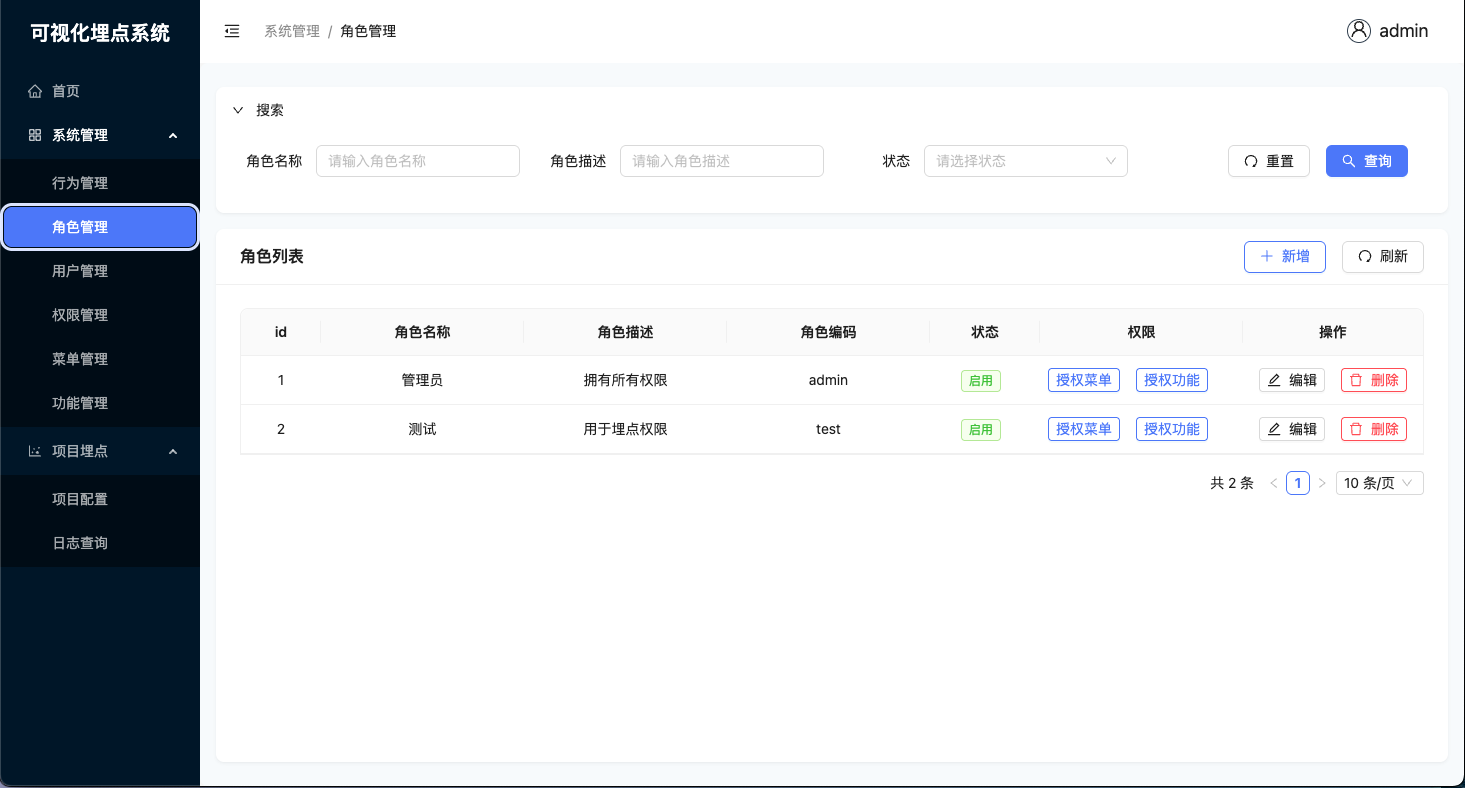 可视化埋点系统
首页
系统管理
行为管理
角色管理
用户管理
权限管理
菜单管理
功能管理
项目埋点
项目配置
日志查询
系统管理 / 角色管理
admin
搜索
角色名称 请输入角色名称 角色描述 请输入角色描述 状态 请选择状态 重置 查询
角色列表 新增 刷新
id 角色名称 角色描述 角色编码 状态 权限 操作
1 管理员 拥有所有权限 admin 启用 授权菜单 授权功能 编辑 删除
2 测试 用于埋点权限 test 启用 授权菜单 授权功能 编辑 删除
共 2 条 < 1 > 10 条/页